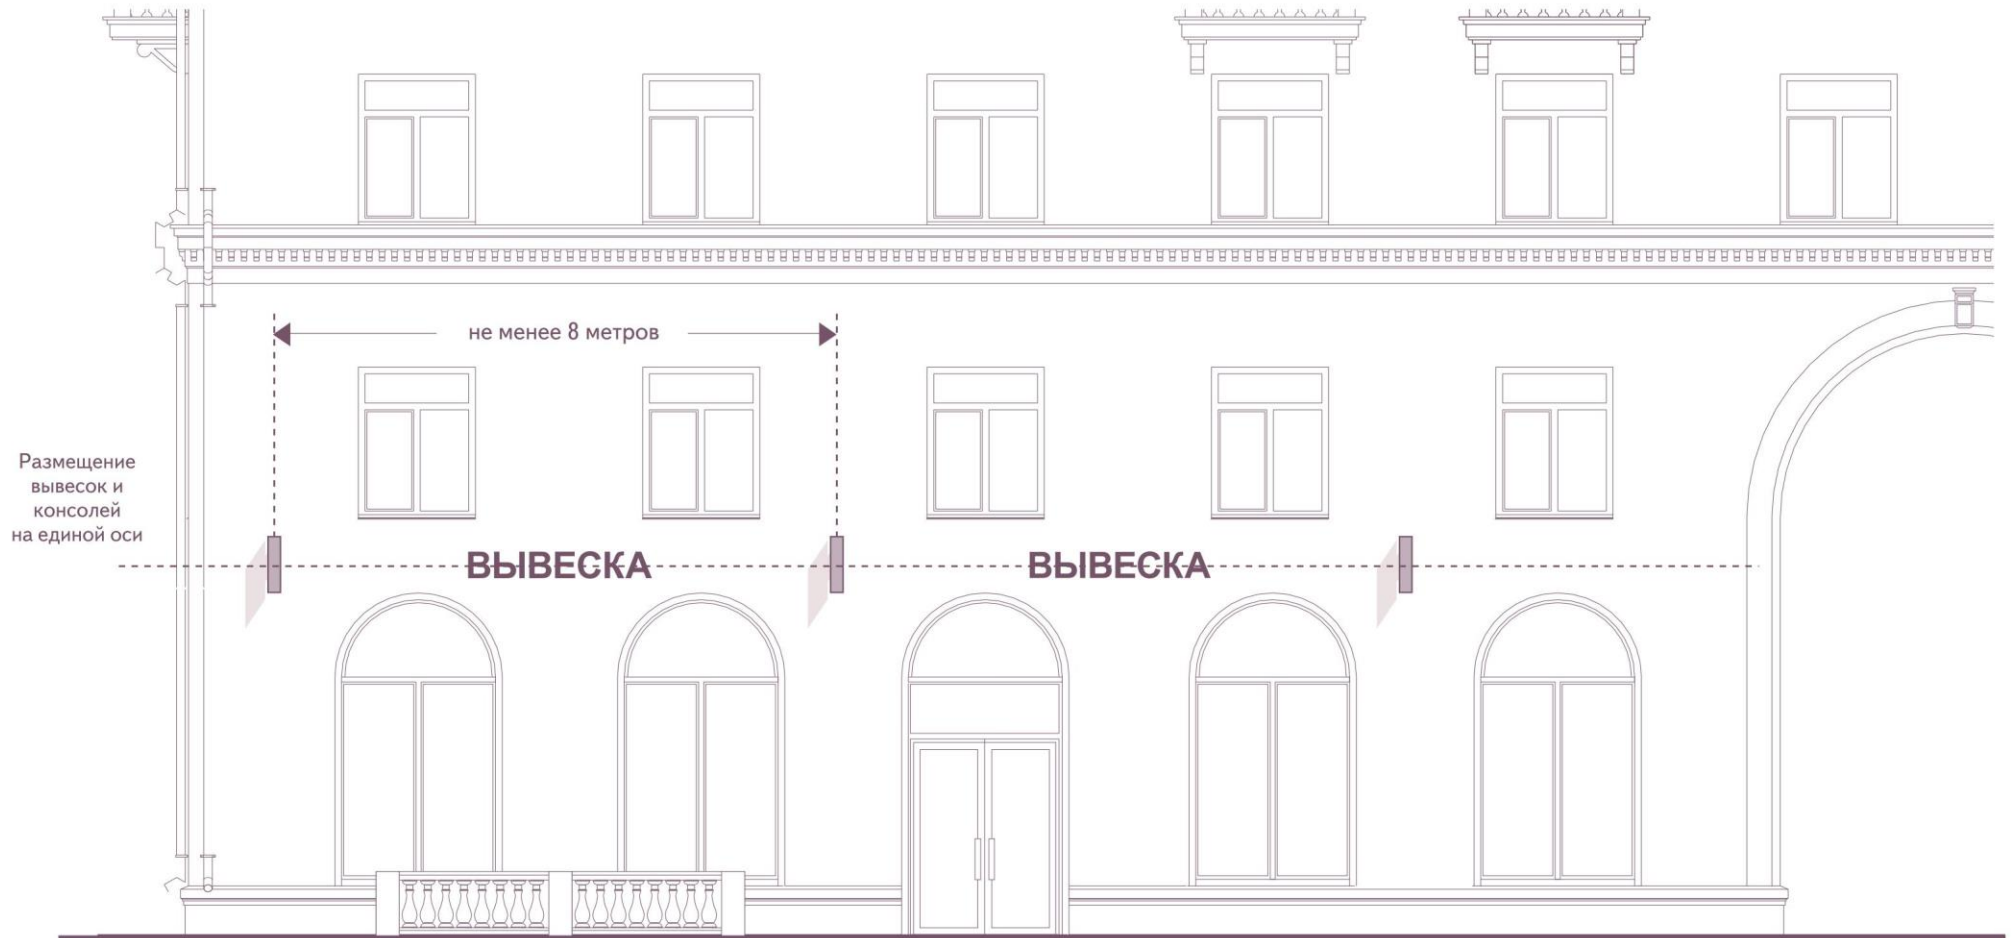 не менее 8 метров
Размещение
вывесок и
консолей
на единой оси
ВЫВЕСКА
ВЫВЕСКА